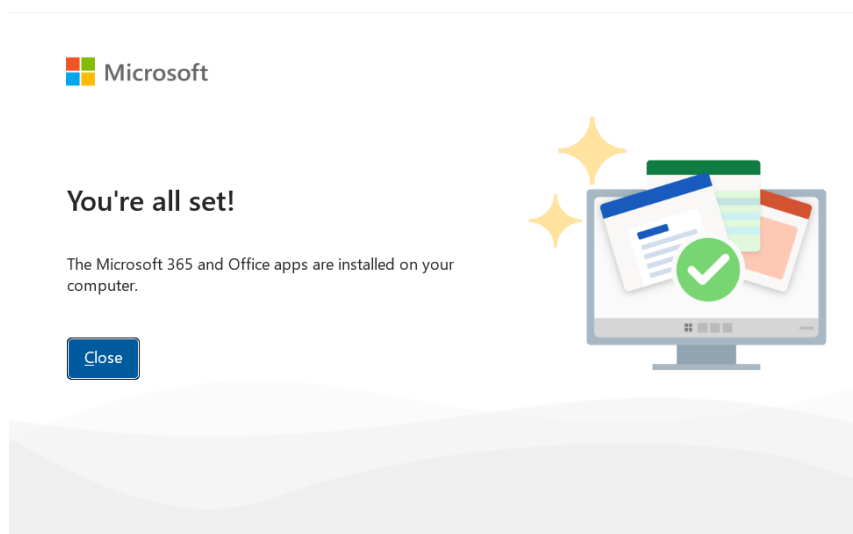 Microsoft
You're all set!
The Microsoft 365 and Office apps are installed on your
computer.
Close